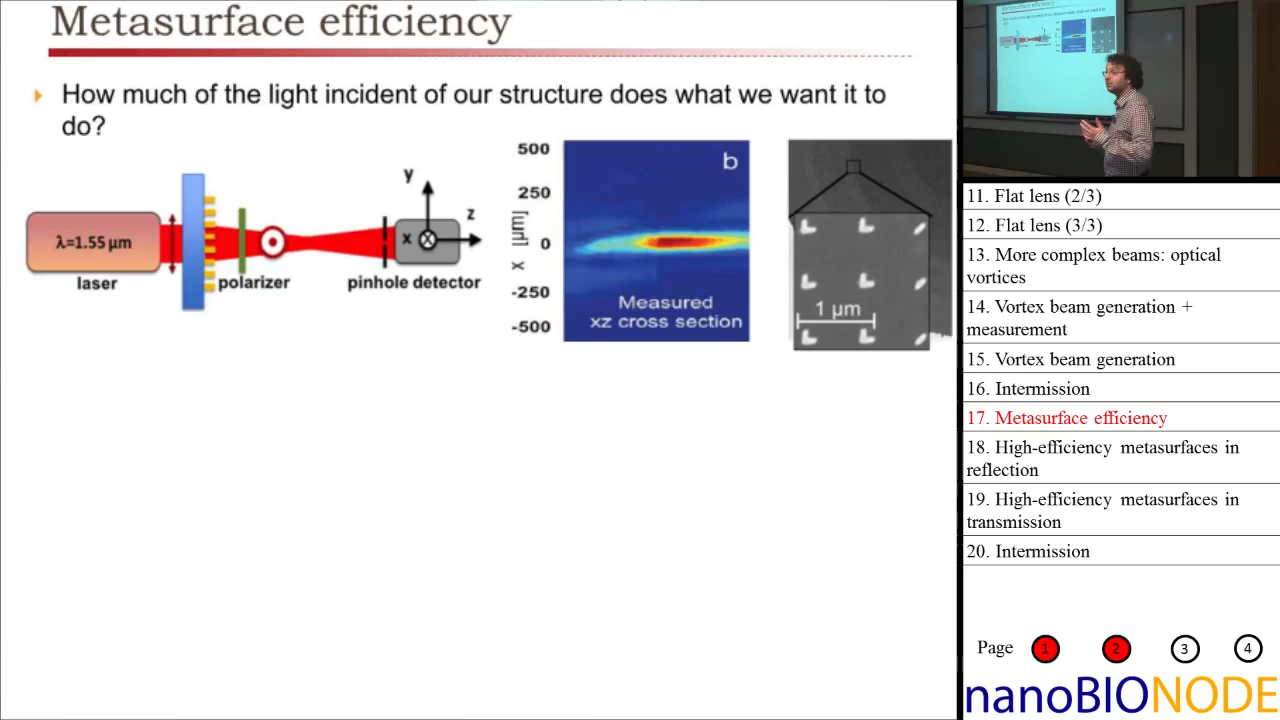 Metasurface efficiency
How much of the light incident of our structure does what we want it to
do?
λ=1.55 μm
laser
polarizer
y
z
x
pinhole detector
500
250
0
-250
-500
x [μm]
b
Measured
xz cross section
1 μm
11. Flat lens (2/3)
12. Flat lens (3/3)
13. More complex beams: optical
vortices
14. Vortex beam generation +
measurement
15. Vortex beam generation
16. Intermission
17. Metasurface efficiency
18. High-efficiency metasurfaces in
reflection
19. High-efficiency metasurfaces in
transmission
20. Intermission
Page 1 2 3 4
nanoBIONODE